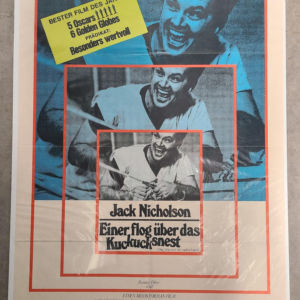 BESTER FILM DES JAHRES
5 Oscars!!!!!
6 Golden Globes
PRÄDIKAT:
Besonders wertvoll
Jack Nicholson
Einer flog über das
Kuckucksnest